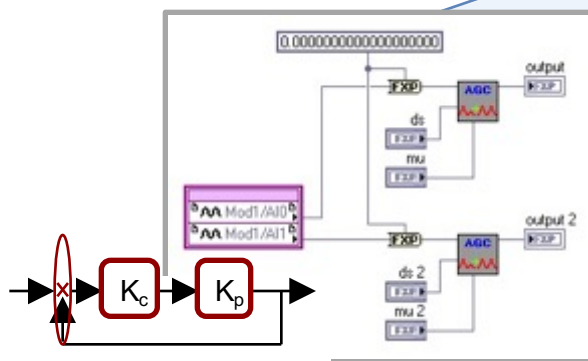 0.0000000000000000000
output
FXP
AGC
FXP
ds
FXP
mu
FXP
Mod1/AI0
Mod1/AI1
output 2
FXP
AGC
FXP
ds 2
FXP
mu 2
FXP
× Kc Kp